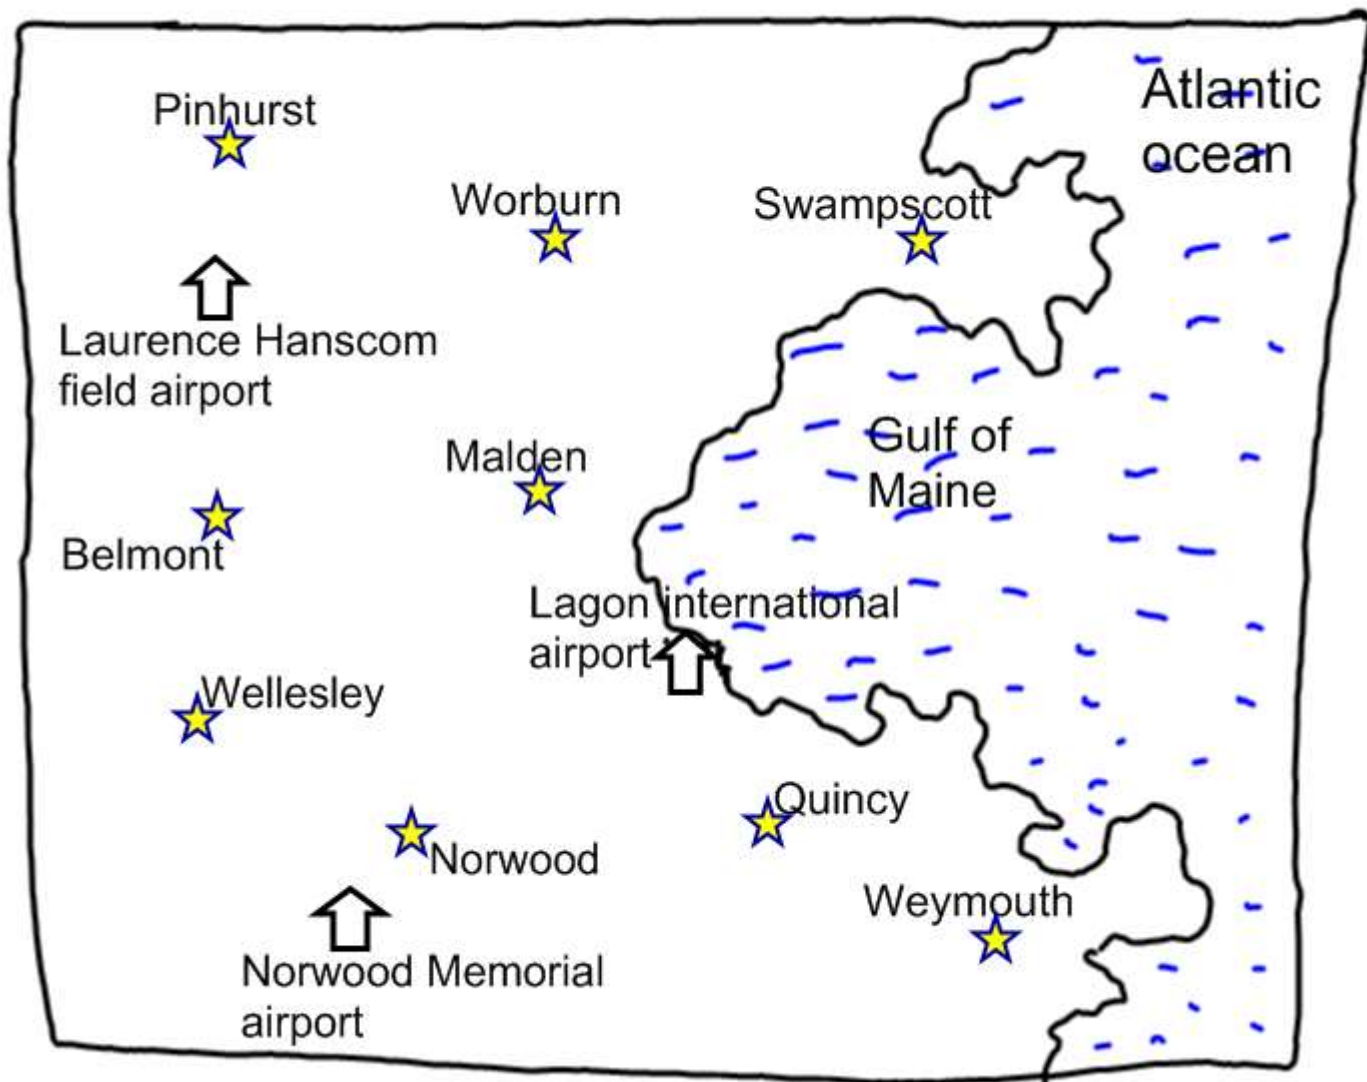 Atlantic
ocean
Pinhurst
Worburn
Swampscott
Laurence Hanscom
field airport
Gulf of
Maine
Malden
Belmont
Lagon international
airport
Wellesley
Quincy
Norwood
Weymouth
Norwood Memorial
airport